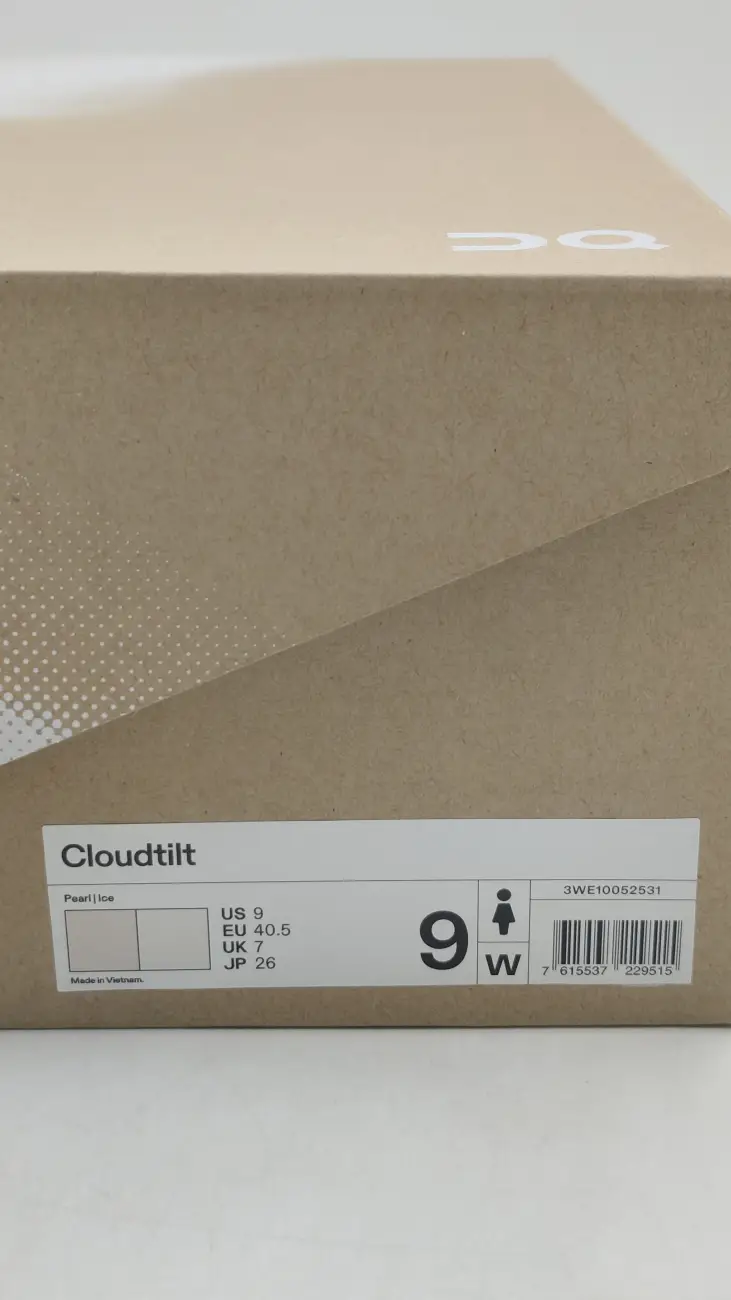 On
Cloudtilt
Pearl | Ice
US 9
EU 40.5
UK 7
JP 26
Made in Vietnam.
9
W
3WE10052531
7 615537 229515